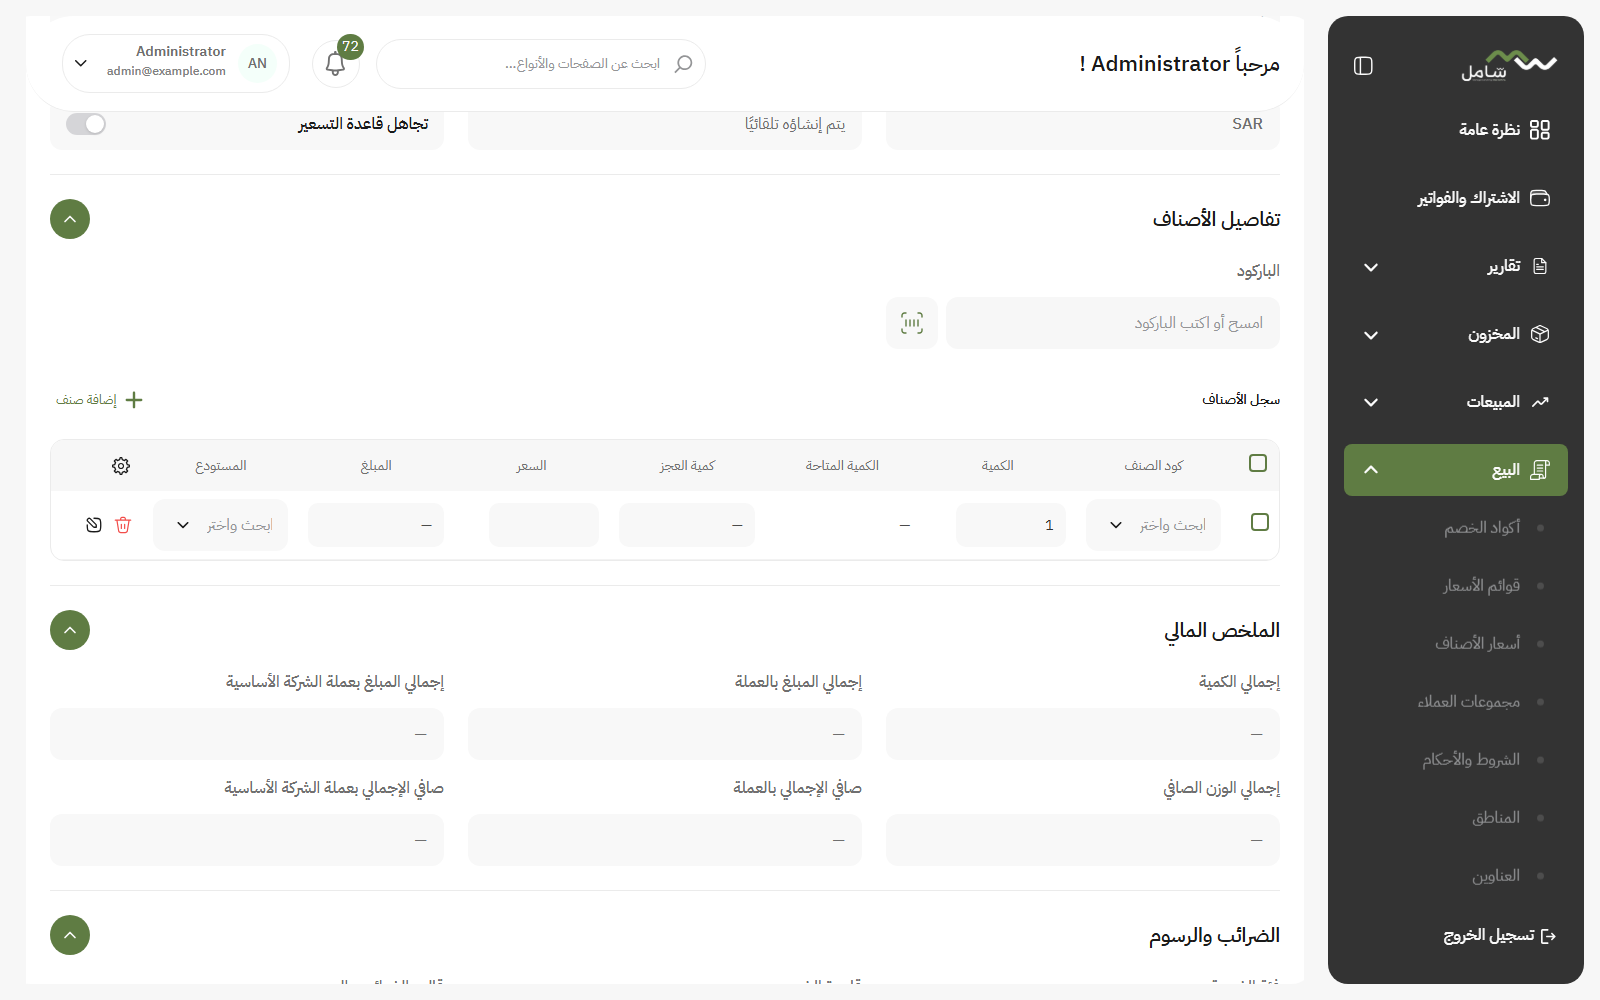 شامل
نظرة عامة
الاشتراك والفواتير
تقارير
المخزون
المبيعات
البيع
أكواد الخصم
قوائم الأسعار
أسعار الأصناف
مجموعات العملاء
الشروط والأحكام
المناطق
العناوين
تسجيل الخروج
مرحباً Administrator !
ابحث عن الصفحات والأنواع...
72
AN
Administrator
admin@example.com
SAR
يتم إنشاؤه تلقائيًا
تجاهل قاعدة التسعير
تفاصيل الأصناف
الباركود
امسح أو اكتب الباركود
سجل الأصناف
إضافة صنف
كود الصنف الكمية الكمية المتاحة كمية العجز السعر المبلغ المستودع
ابحث واختر 1 — — — ابحث واختر
الملخص المالي
إجمالي الكمية إجمالي المبلغ بالعملة إجمالي المبلغ بعملة الشركة الأساسية
— — —
إجمالي الوزن الصافي صافي الإجمالي بالعملة صافي الإجمالي بعملة الشركة الأساسية
— — —
الضرائب والرسوم